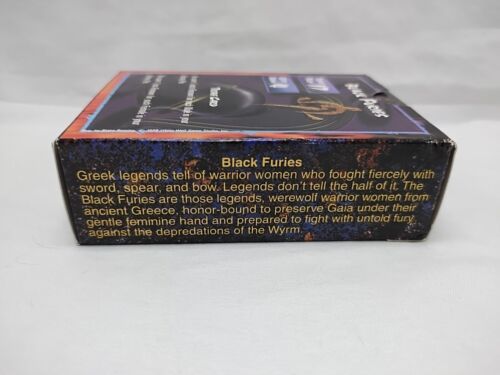 Black Furies
Greek legends tell of warrior women who fought fiercely with
sword, spear, and bow. Legends don't tell the half of it. The
Black Furies are those legends, werewolf warrior women from
ancient Greece, honor-bound to preserve Gaia under their
gentle feminine hand and prepared to fight with untold fury
against the depredations of the Wyrm.
BLACK FURIES